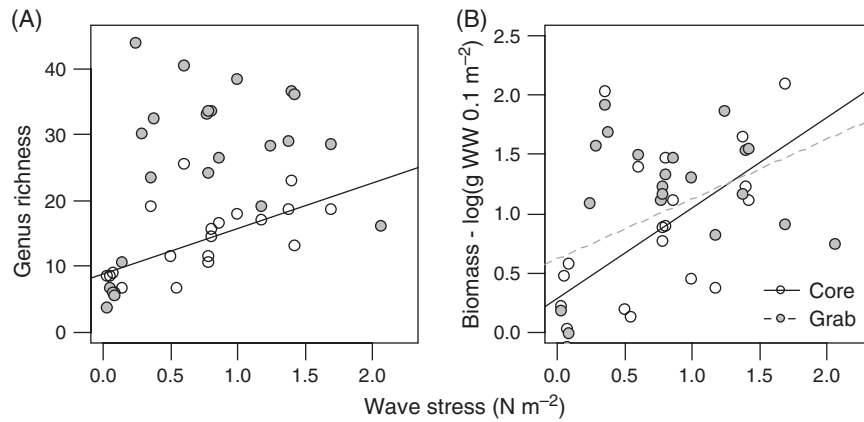 (A)
(B)
Genus richness
40
30
20
10
0
0.0 0.5 1.0 1.5 2.0
Biomass - log(g WW 0.1 m⁻²)
2.5
2.0
1.5
1.0
0.5
0.0
Core
Grab
0.0 0.5 1.0 1.5 2.0
Wave stress (N m⁻²)